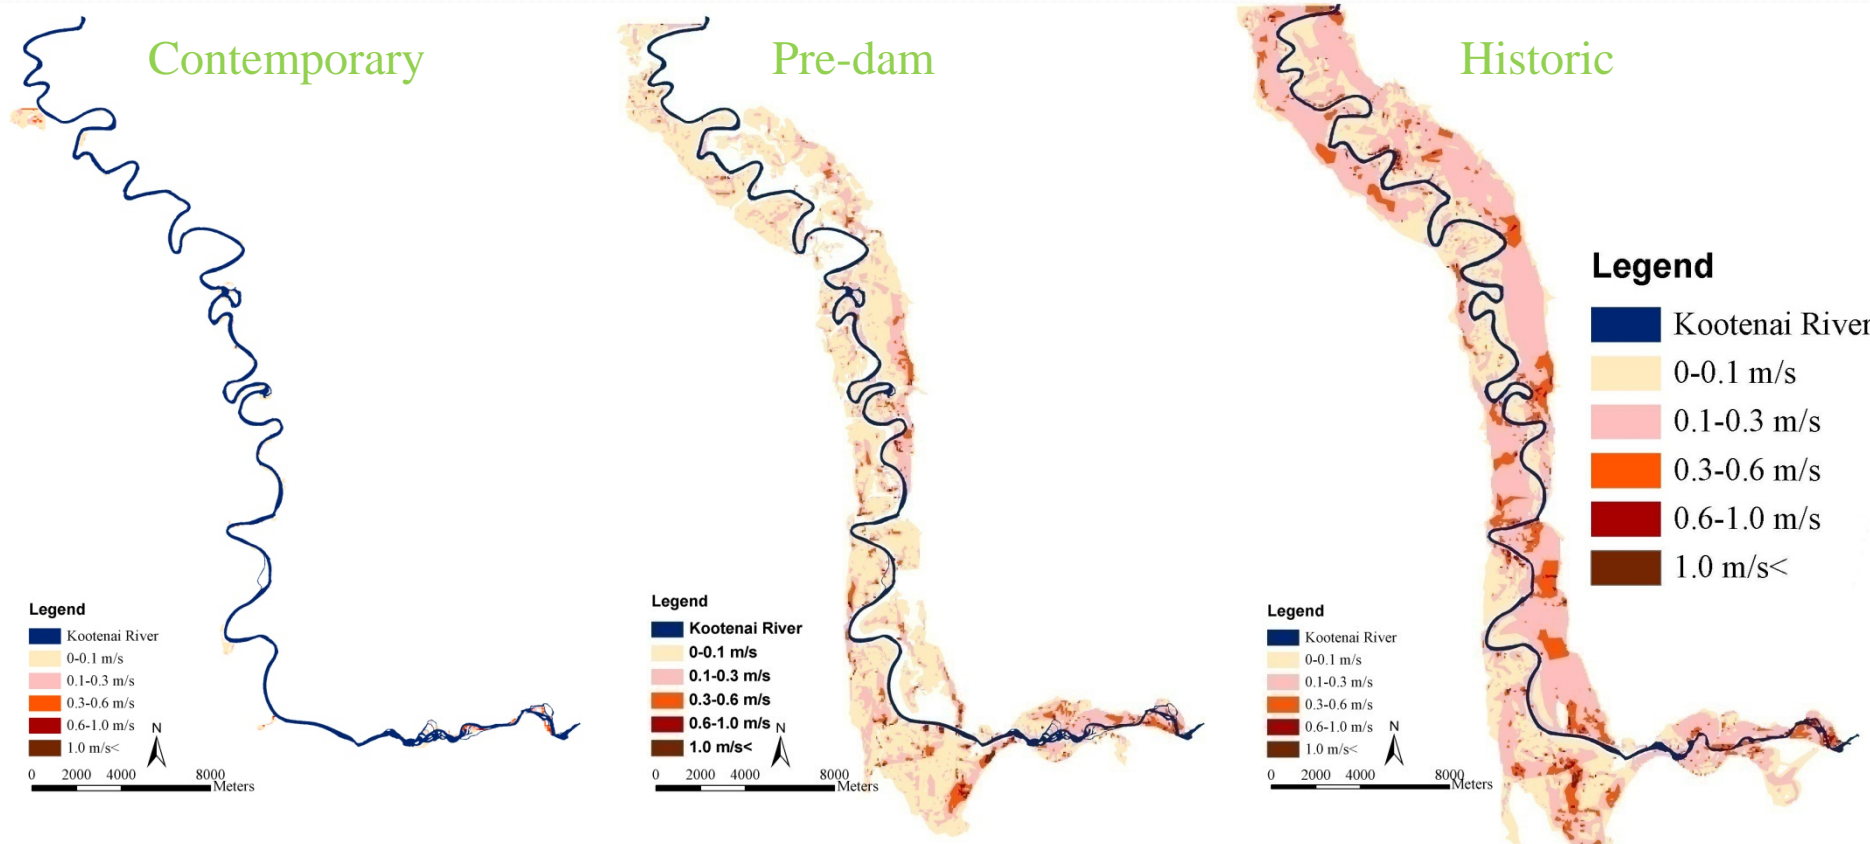 Contemporary
Pre-dam
Historic
Legend
Kootenai River
0-0.1 m/s
0.1-0.3 m/s
0.3-0.6 m/s
0.6-1.0 m/s
1.0 m/s<
N
0 2000 4000 8000
Meters
Legend
Kootenai River
0-0.1 m/s
0.1-0.3 m/s
0.3-0.6 m/s
0.6-1.0 m/s
1.0 m/s<
N
0 2000 4000 8000
Meters
Legend
Kootenai River
0-0.1 m/s
0.1-0.3 m/s
0.3-0.6 m/s
0.6-1.0 m/s
1.0 m/s<
N
0 2000 4000 8000
Meters
Legend
Kootenai River
0-0.1 m/s
0.1-0.3 m/s
0.3-0.6 m/s
0.6-1.0 m/s
1.0 m/s<